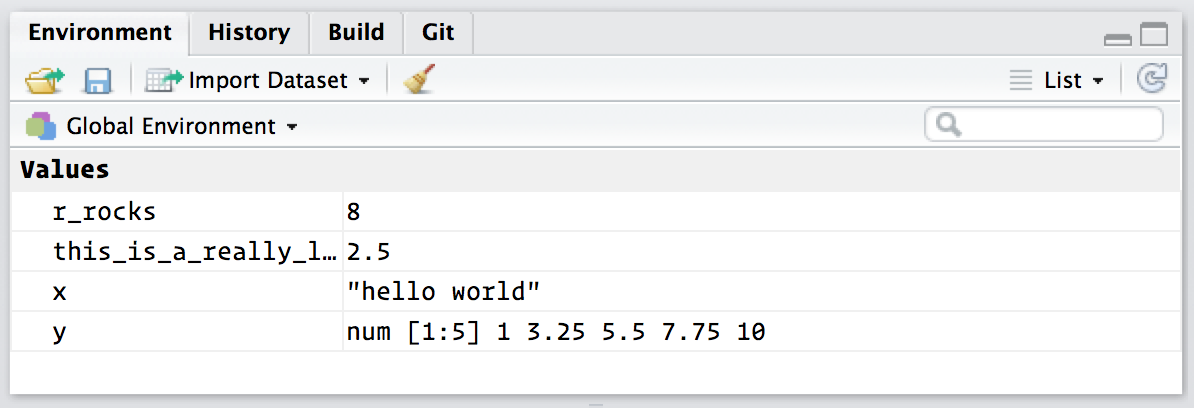 Environment History Build Git
Import Dataset List
Global Environment
Values
r_rocks 8
this_is_a_really_l… 2.5
x "hello world"
y num [1:5] 1 3.25 5.5 7.75 10